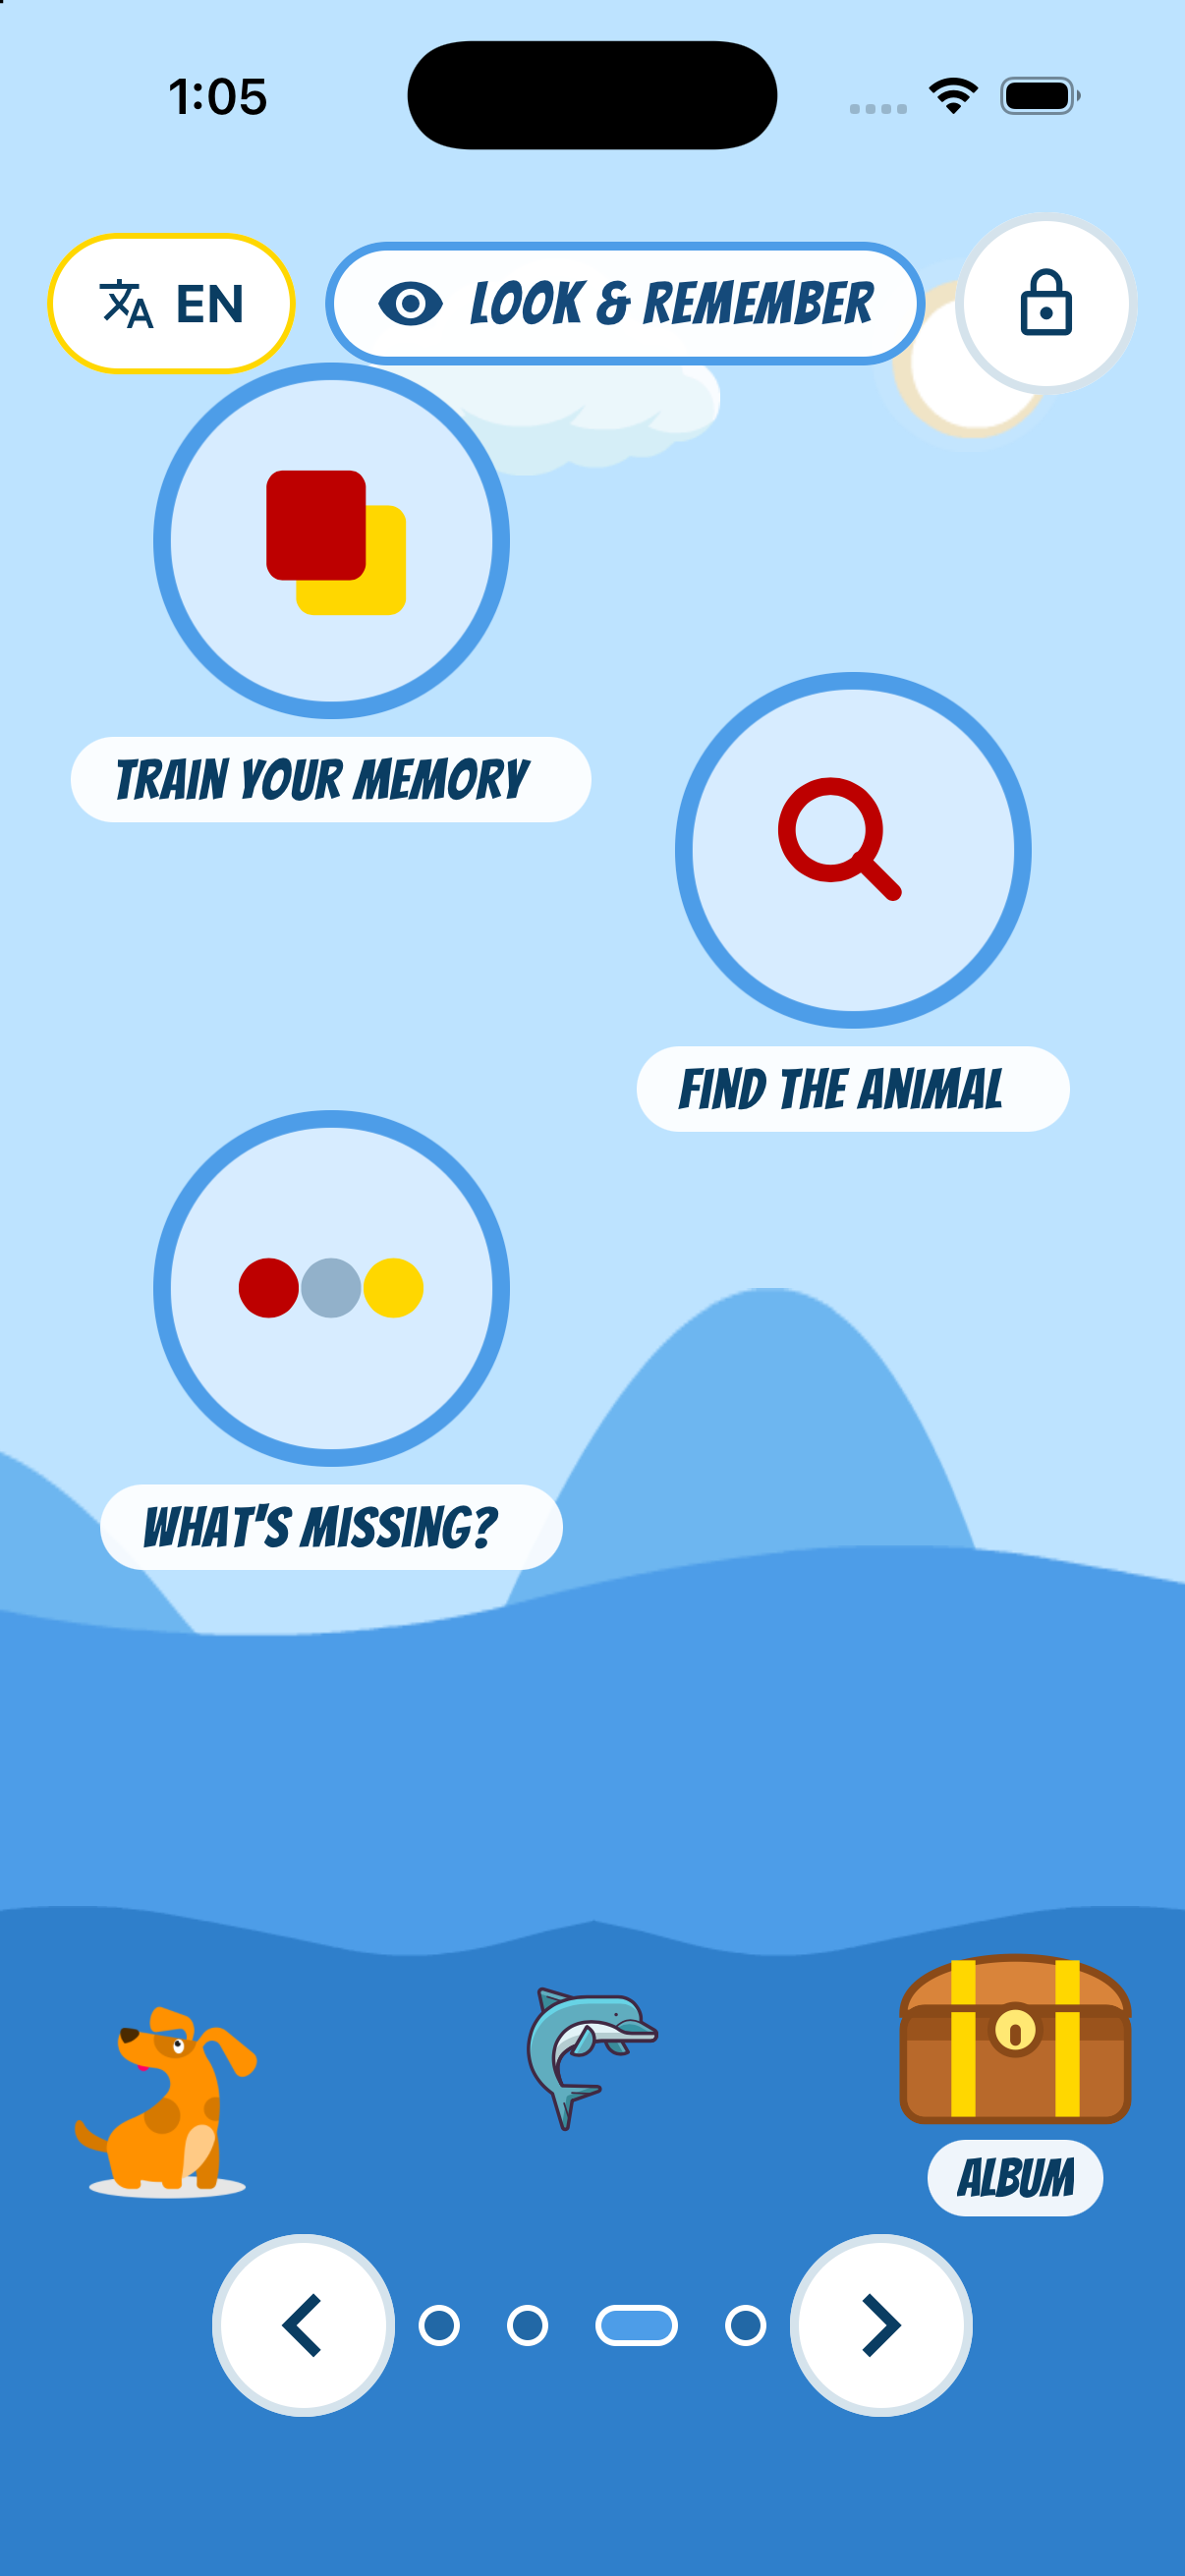 1:05
EN
LOOK & REMEMBER
TRAIN YOUR MEMORY
FIND THE ANIMAL
WHAT'S MISSING?
ALBUM